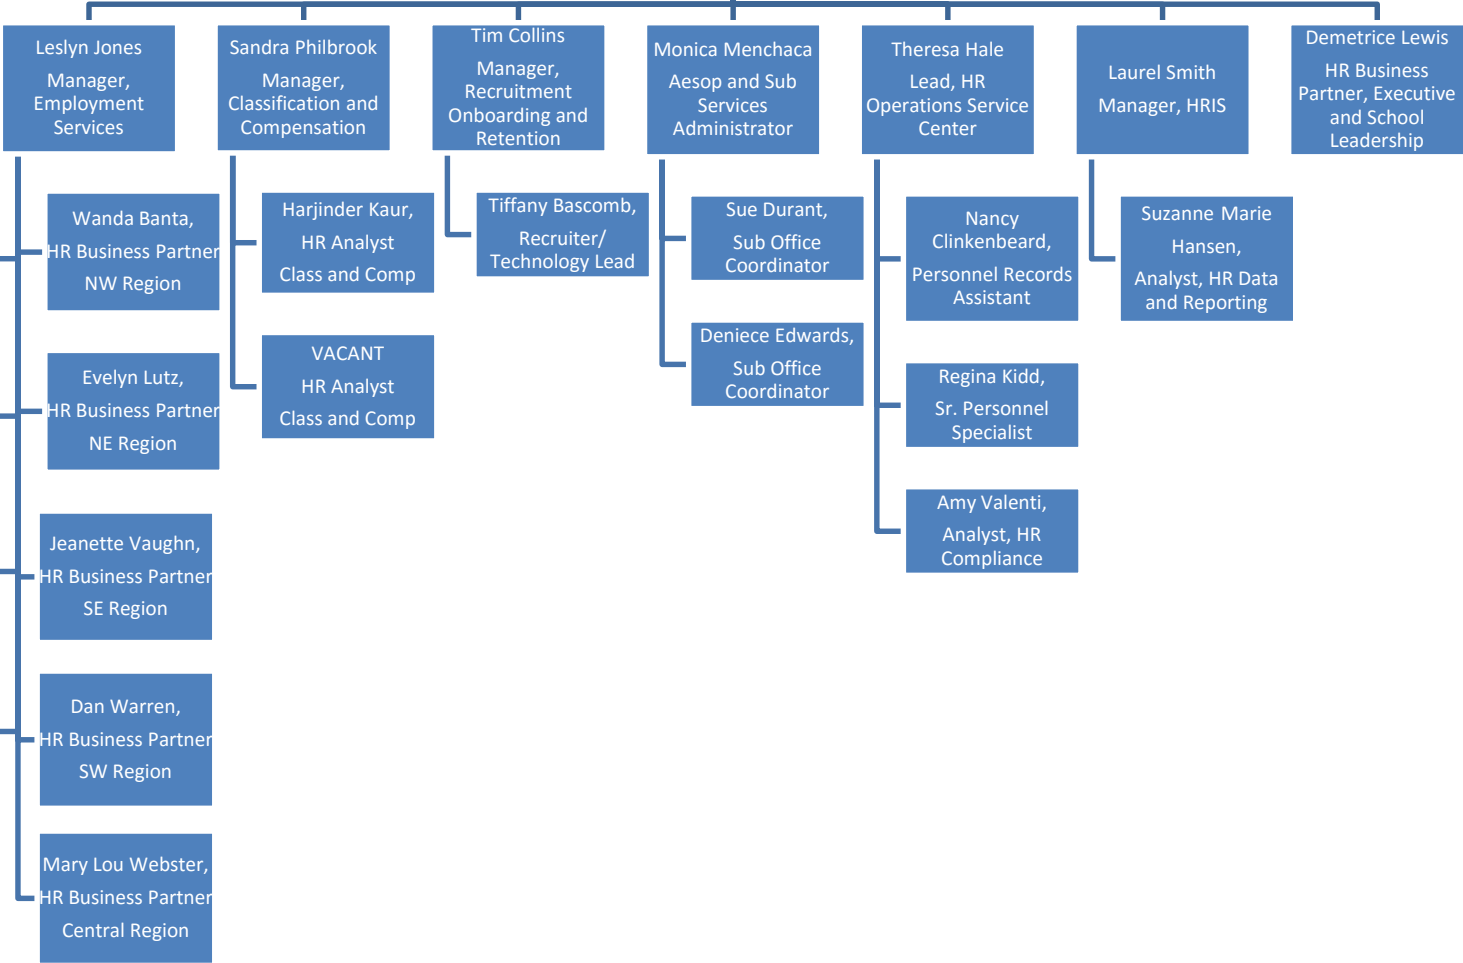 Leslyn Jones
Manager,
Employment
Services
Sandra Philbrook
Manager,
Classification and
Compensation
Tim Collins
Manager,
Recruitment
Onboarding and
Retention
Monica Menchaca
Aesop and Sub
Services
Administrator
Theresa Hale
Lead, HR
Operations Service
Center
Laurel Smith
Manager, HRIS
Demetrice Lewis
HR Business
Partner, Executive
and School
Leadership
Wanda Banta,
HR Business Partner
NW Region
Evelyn Lutz,
HR Business Partner
NE Region
Jeanette Vaughn,
HR Business Partner
SE Region
Dan Warren,
HR Business Partner
SW Region
Mary Lou Webster,
HR Business Partner
Central Region
Harjinder Kaur,
HR Analyst
Class and Comp
VACANT
HR Analyst
Class and Comp
Tiffany Bascomb,
Recruiter/
Technology Lead
Sue Durant,
Sub Office
Coordinator
Deniece Edwards,
Sub Office
Coordinator
Nancy
Clinkenbeard,
Personnel Records
Assistant
Regina Kidd,
Sr. Personnel
Specialist
Amy Valenti,
Analyst, HR
Compliance
Suzanne Marie
Hansen,
Analyst, HR Data
and Reporting